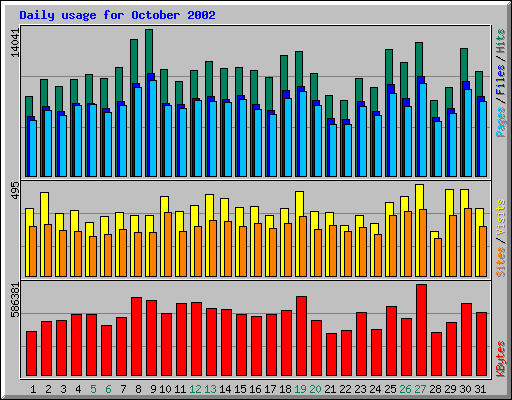 Daily usage for October 2002
14041
Pages / Files / Hits
495
Sites / Visits
586381
KBytes
1 2 3 4 5 6 7 8 9 10 11 12 13 14 15 16 17 18 19 20 21 22 23 24 25 26 27 28 29 30 31